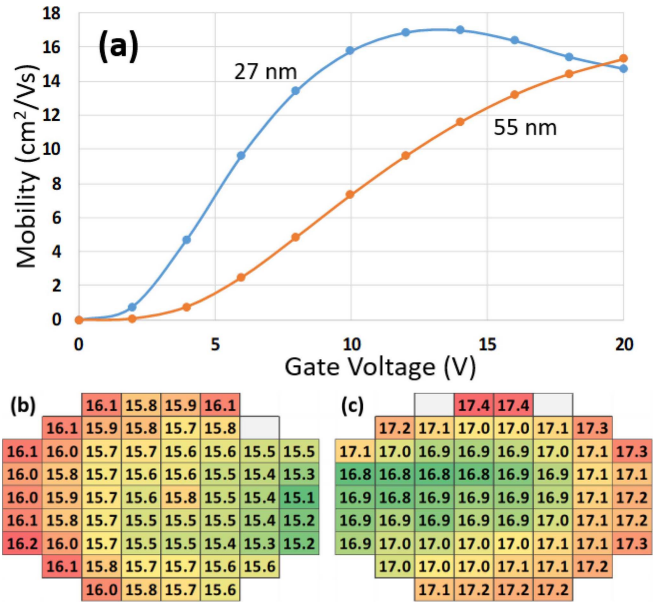 (a)
Mobility (cm²/Vs)
18
16
14
12
10
8
6
4
2
0
27 nm
55 nm
0 5 10 15 20
Gate Voltage (V)
(b)
16.1 15.8 15.9 16.1
16.1 15.9 15.8 15.7 15.8
16.1 16.0 15.7 15.7 15.6 15.6 15.5 15.5
16.0 15.8 15.7 15.6 15.6 15.5 15.4 15.3
16.0 15.9 15.7 15.6 15.8 15.5 15.4 15.1
16.1 15.8 15.7 15.5 15.5 15.5 15.4 15.2
16.2 16.0 15.7 15.5 15.5 15.4 15.3 15.2
16.1 15.8 15.7 15.7 15.6 15.6
16.0 15.8 15.7 15.6
(c)
17.4 17.4
17.2 17.1 17.0 17.0 17.1 17.3
17.1 17.0 16.9 16.9 16.9 17.0 17.1 17.3
16.8 16.8 16.8 16.8 16.9 16.9 17.1 17.1
16.9 16.8 16.9 16.9 16.9 16.9 17.1 17.2
16.9 16.9 16.9 16.9 16.9 17.0 17.1 17.2
16.9 17.0 16.9 16.9 17.0 17.0 17.1 17.3
17.0 17.0 17.0 17.1 17.1 17.2
17.1 17.2 17.2 17.2